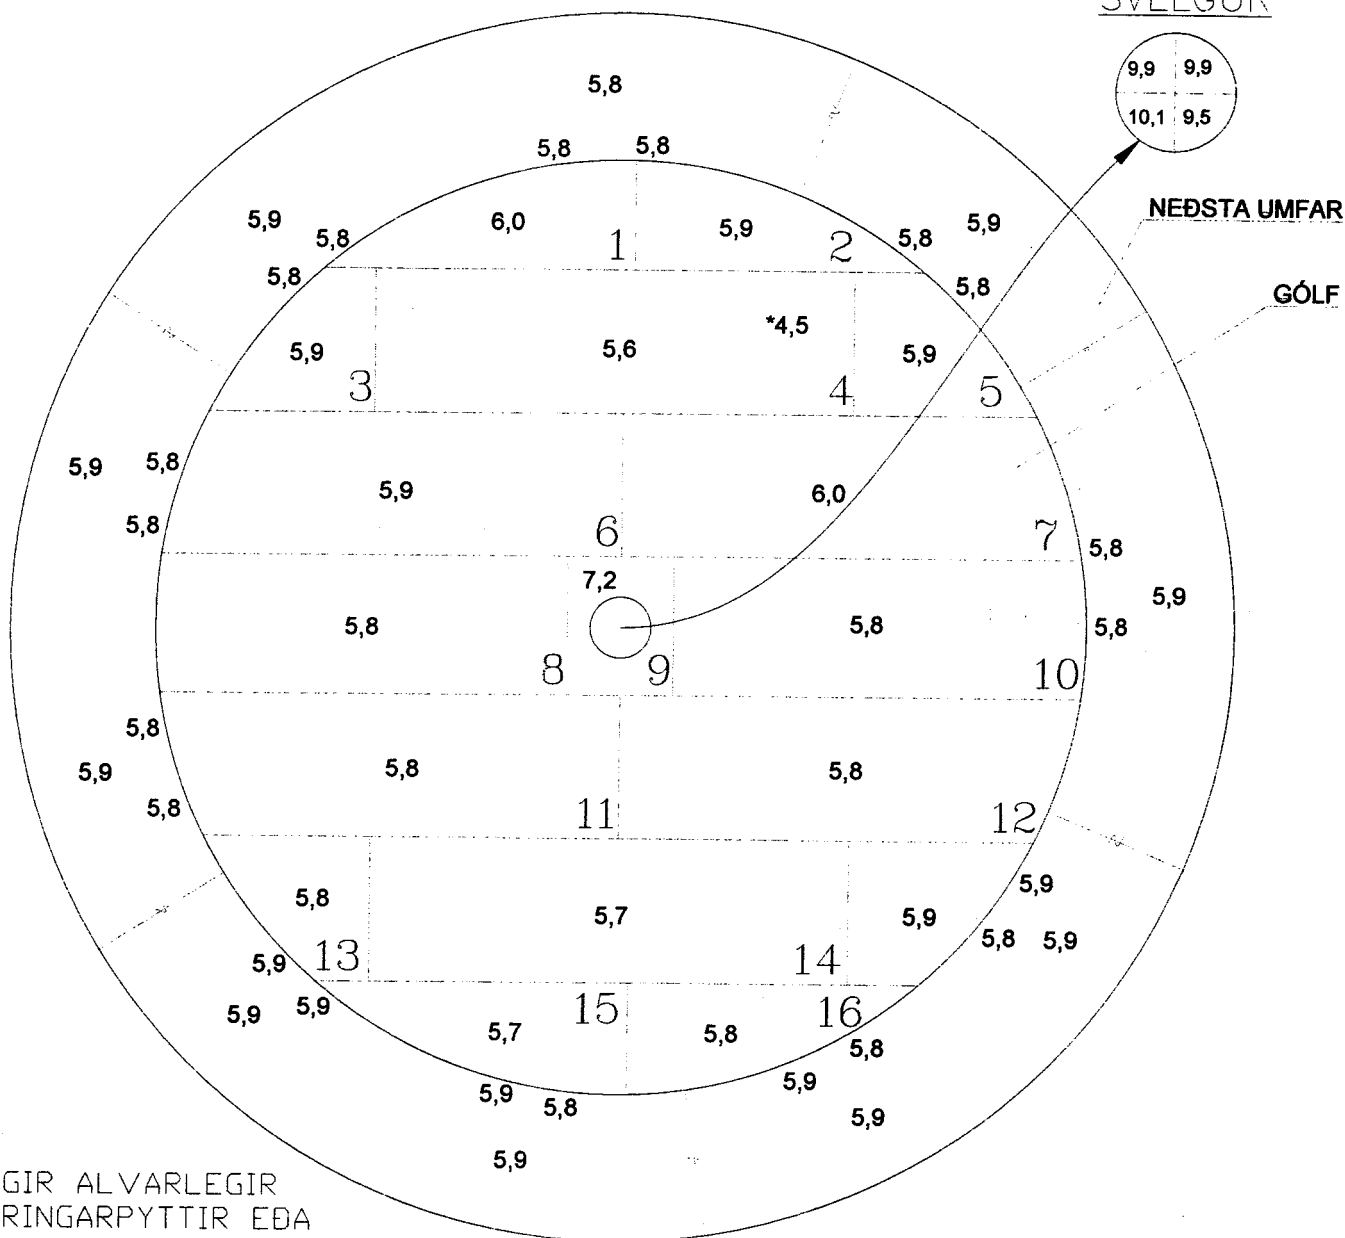 SVELGUR
9,9 9,9
10,1 9,5
NEÐSTA UMFAR
GÓLF
5,8
5,8 5,8
5,9 5,8 6,0 1 5,9 2 5,8 5,9
5,8 5,8
*4,5
5,9 3 5,6 4 5,9 5
5,9 5,8
5,9 6,0
5,8 6 7 5,8
7,2
5,9
5,8 5,8 5,8
8 9 10
5,8
5,9 5,8 5,8
5,8 11 12
5,8 5,9
5,7 5,9 5,8 5,9
5,9 13 14
5,9 5,9 15 16
5,7 5,8 5,8
5,9 5,8 5,9
5,9
5,9
GIR ALVARLEGIR
RINGARPYTTIR EÐA